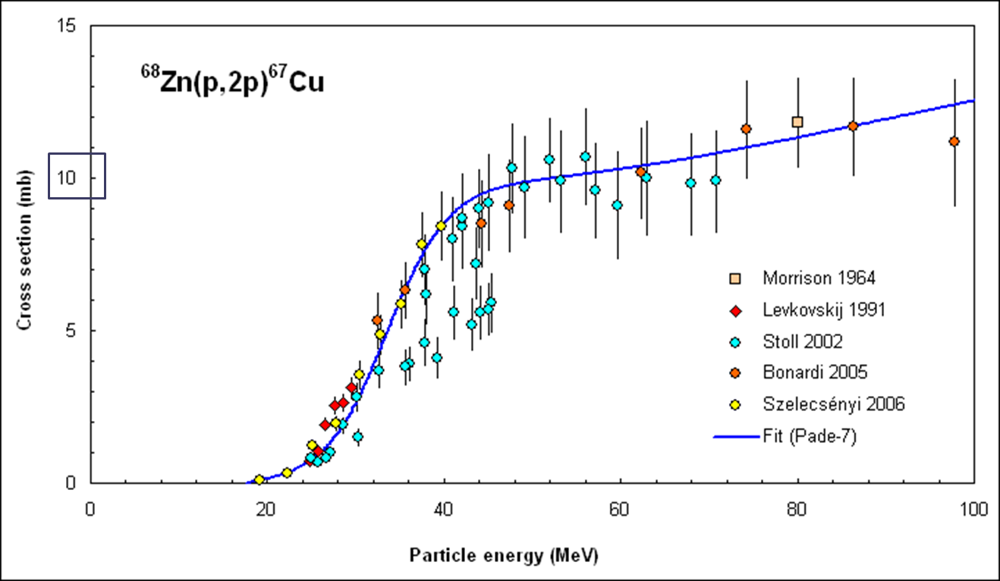 15
⁶⁸Zn(p,2p)⁶⁷Cu
10
Cross section (mb)
5
0
Morrison 1964
Levkovskij 1991
Stoll 2002
Bonardi 2005
Szelecsényi 2006
Fit (Pade-7)
0 20 40 60 80 100
Particle energy (MeV)